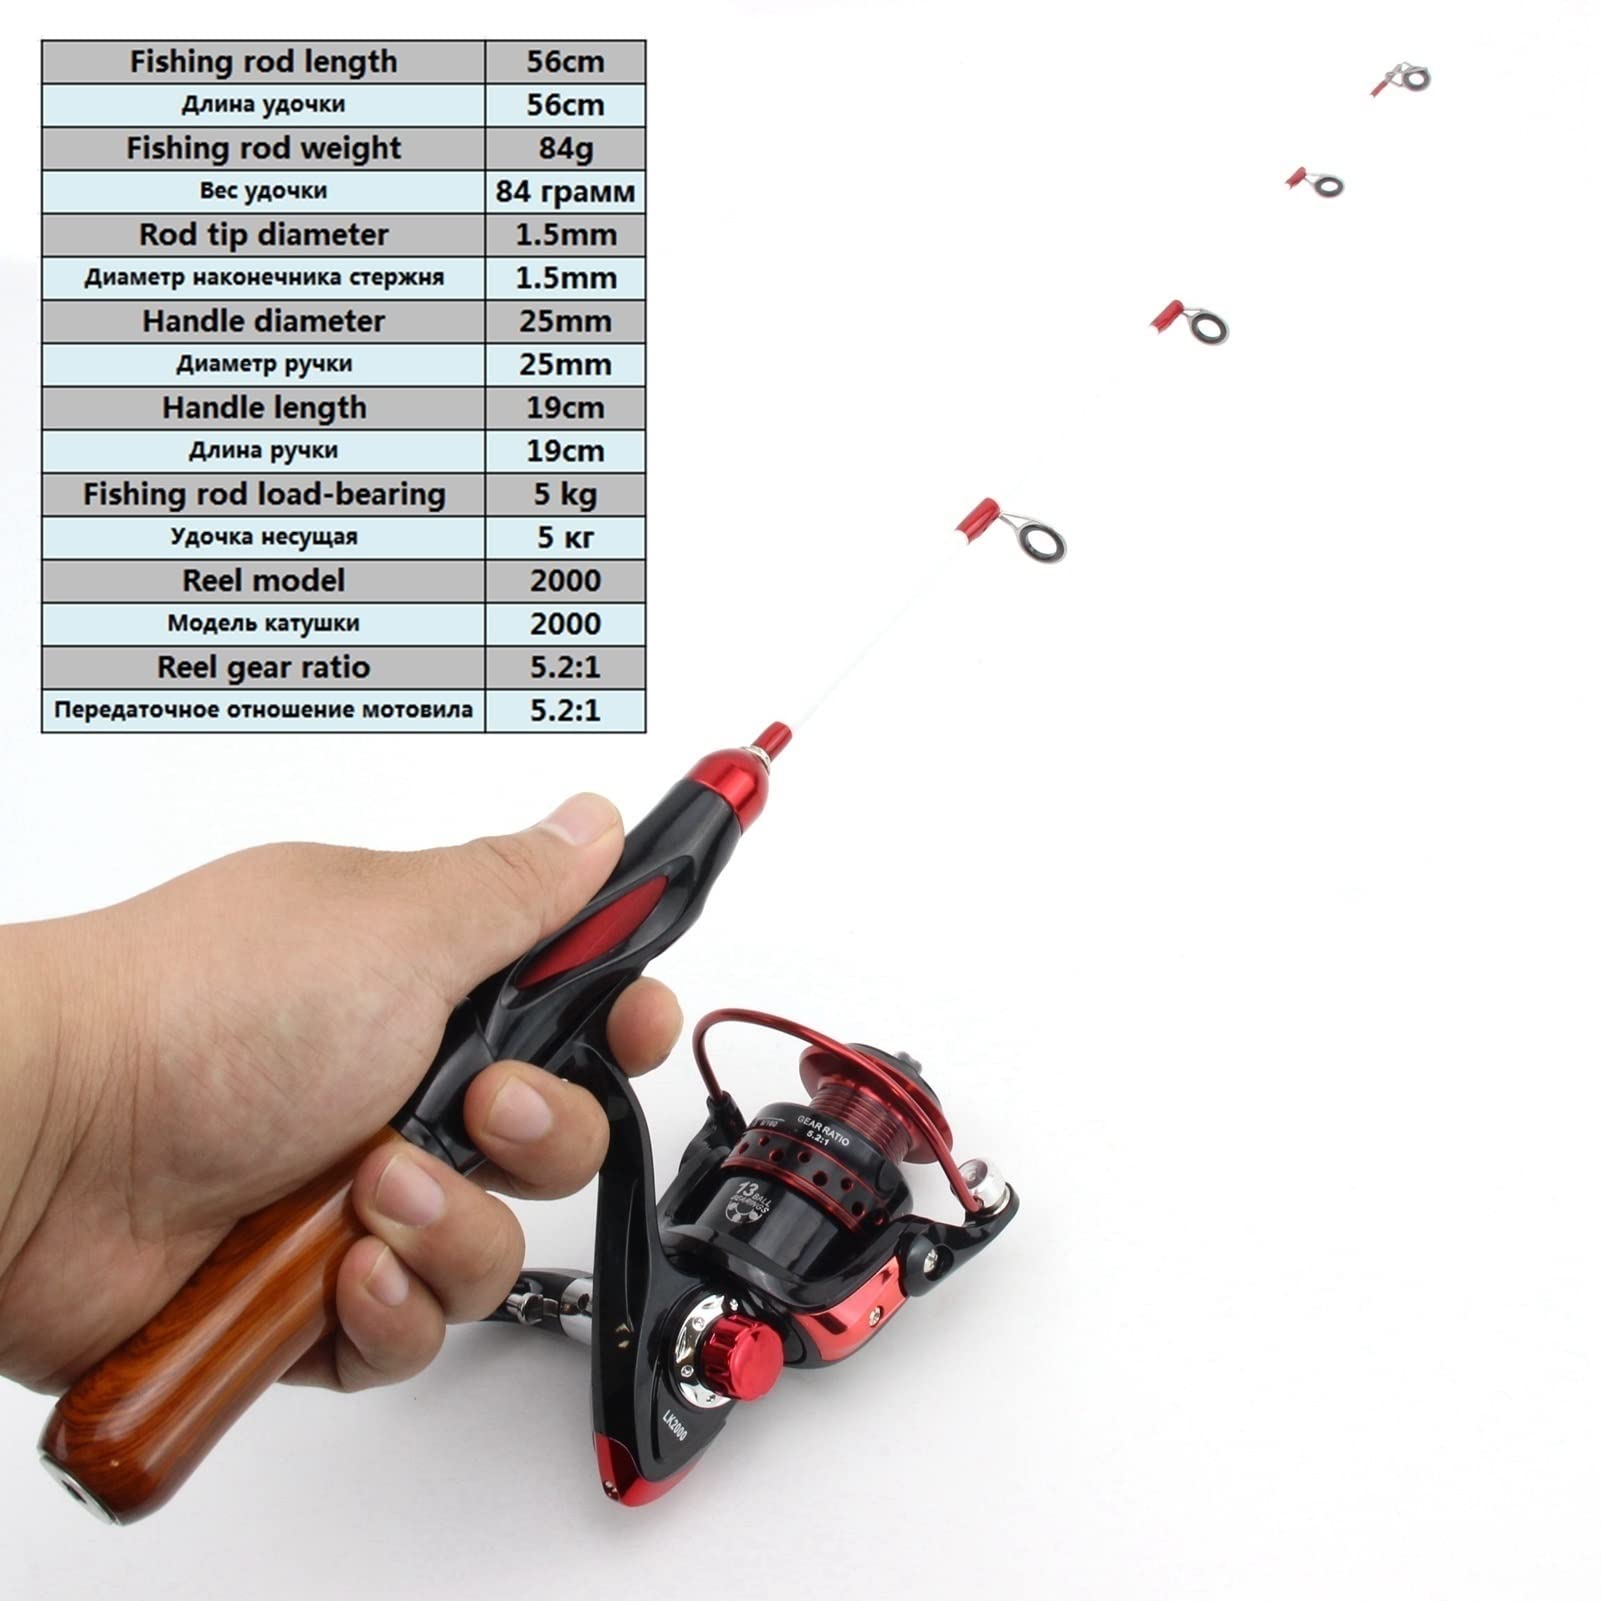 Fishing rod length 56cm
Длина удочки 56cm
Fishing rod weight 84g
Вес удочки 84 грамм
Rod tip diameter 1.5mm
Диаметр наконечника стержня 1.5mm
Handle diameter 25mm
Диаметр ручки 25mm
Handle length 19cm
Длина ручки 19cm
Fishing rod load-bearing 5 kg
Удочка несущая 5 кг
Reel model 2000
Модель катушки 2000
Reel gear ratio 5.2:1
Передаточное отношение мотовила 5.2:1
GEAR RATIO
5.2:1
13 BALL
BEARINGS
LK2000